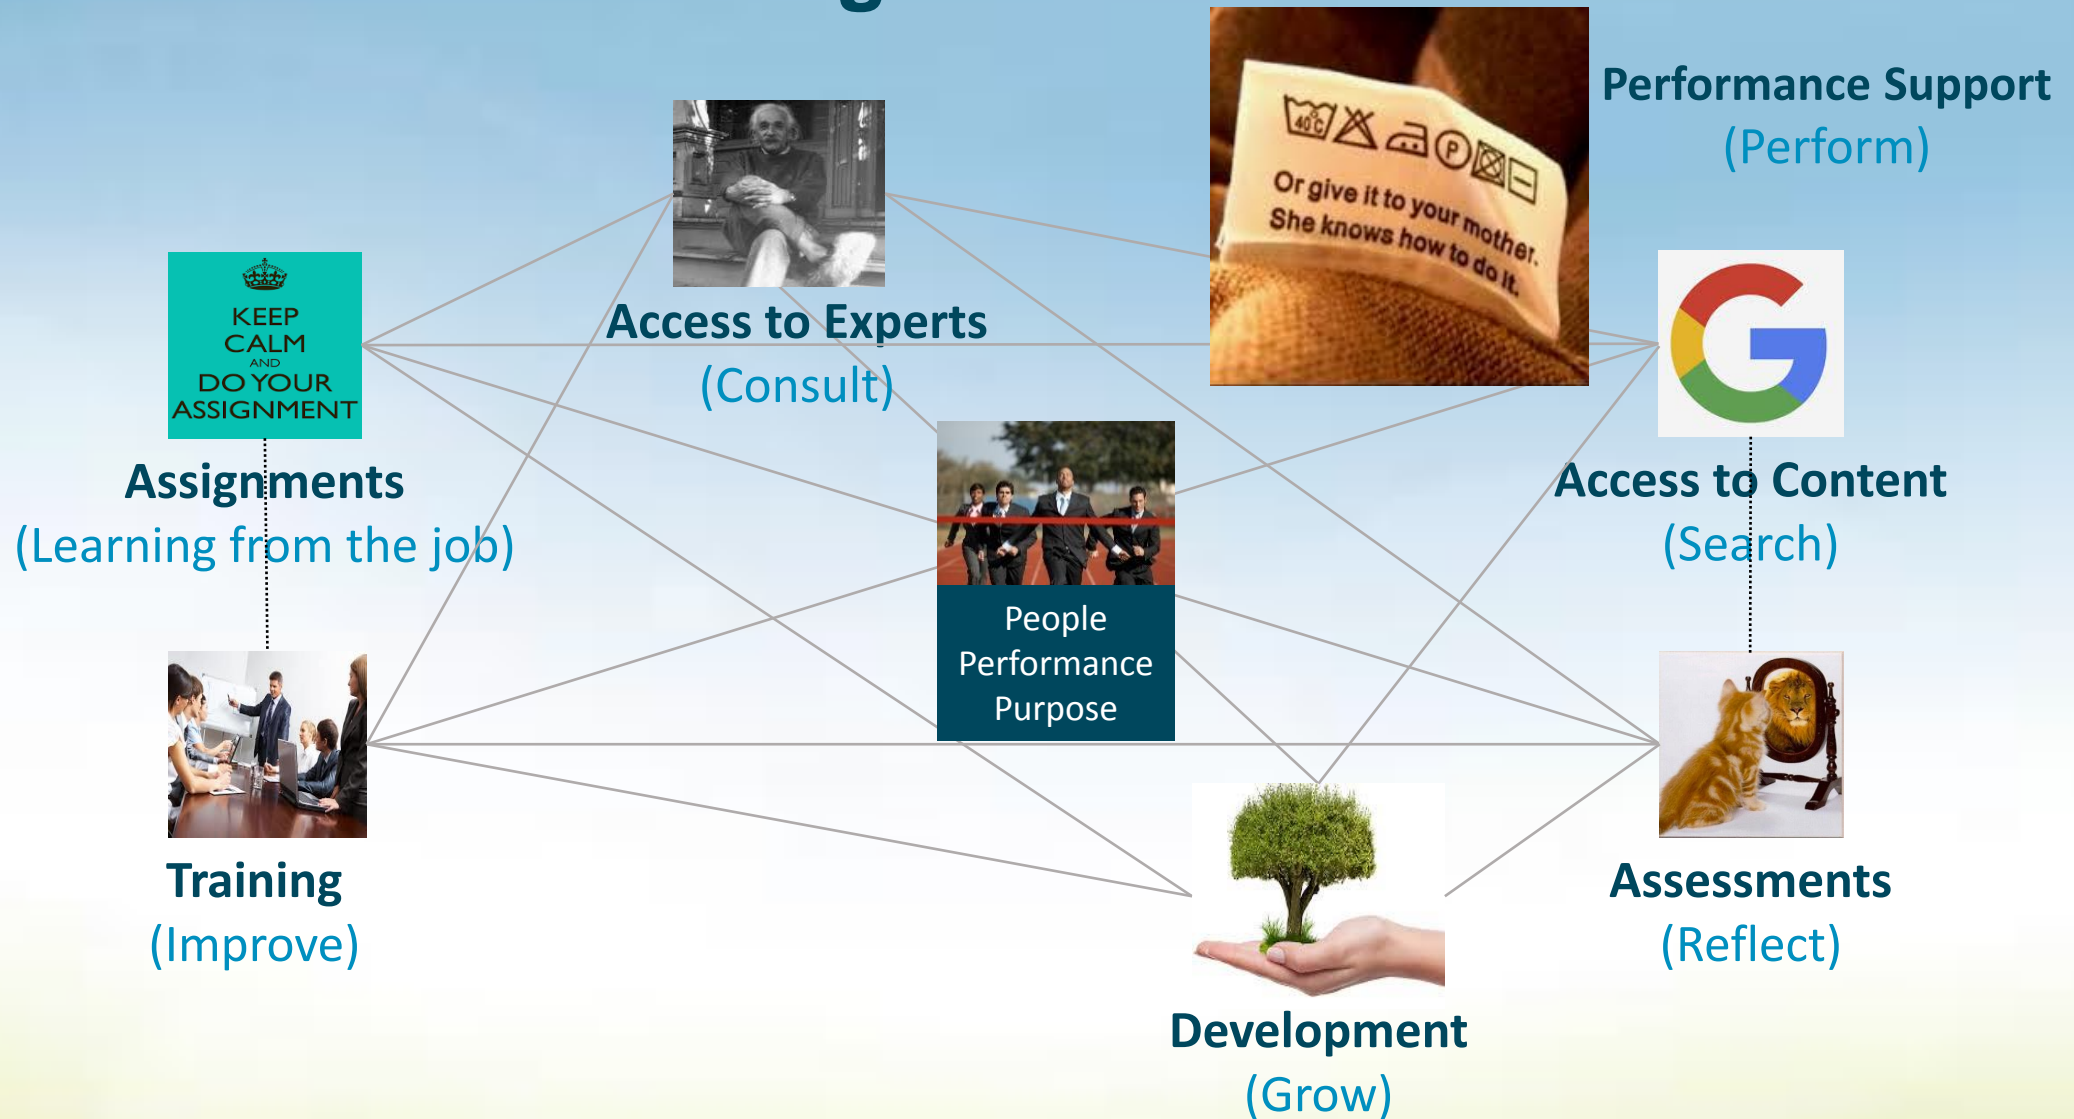 Performance Support
(Perform)
40°C
P
Or give it to your mother.
She knows how to do it.
Access to Experts
(Consult)
KEEP
CALM
AND
DO YOUR
ASSIGNMENT
Assignments
(Learning from the job)
Access to Content
(Search)
People
Performance
Purpose
Training
(Improve)
Assessments
(Reflect)
Development
(Grow)